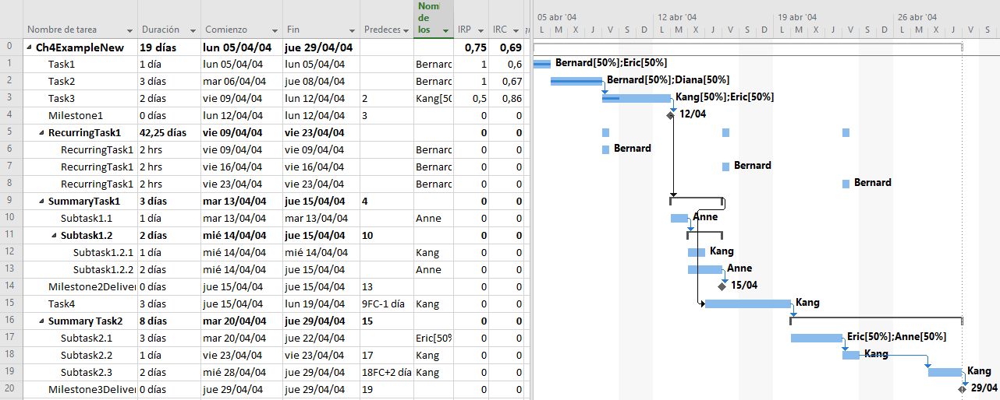 Nombre de tarea Duración Comienzo Fin Predeces Nom de los IRP IRC
05 abr '04 12 abr '04 19 abr '04 26 abr '04
L M X J V S D L M X J V S D L M X J V S D L M X J V S
0 Ch4ExampleNew 19 días lun 05/04/04 jue 29/04/04 0,75 0,69
1 Task1 1 día lun 05/04/04 lun 05/04/04 Bernard 1 0,6 Bernard[50%];Eric[50%]
2 Task2 3 días mar 06/04/04 jue 08/04/04 Bernard 1 0,67 Bernard[50%];Diana[50%]
3 Task3 2 días vie 09/04/04 lun 12/04/04 2 Kang[50 0,5 0,86 Kang[50%];Eric[50%]
4 Milestone1 0 días lun 12/04/04 lun 12/04/04 3 0 0 12/04
5 RecurringTask1 42,25 días vie 09/04/04 vie 23/04/04 0 0
6 RecurringTask1 2 hrs vie 09/04/04 vie 09/04/04 Bernard 0 0 Bernard
7 RecurringTask1 2 hrs vie 16/04/04 vie 16/04/04 Bernard 0 0 Bernard
8 RecurringTask1 2 hrs vie 23/04/04 vie 23/04/04 Bernard 0 0 Bernard
9 SummaryTask1 3 días mar 13/04/04 jue 15/04/04 4 0 0
10 Subtask1.1 1 día mar 13/04/04 mar 13/04/04 Anne 0 0 Anne
11 Subtask1.2 2 días mié 14/04/04 jue 15/04/04 10 0 0
12 Subtask1.2.1 1 día mié 14/04/04 mié 14/04/04 Kang 0 0 Kang
13 Subtask1.2.2 2 días mié 14/04/04 jue 15/04/04 Anne 0 0 Anne
14 Milestone2Deliver 0 días jue 15/04/04 jue 15/04/04 13 0 0 15/04
15 Task4 3 días jue 15/04/04 lun 19/04/04 9FC-1 día Kang 0 0 Kang
16 Summary Task2 8 días mar 20/04/04 jue 29/04/04 15 0 0
17 Subtask2.1 3 días mar 20/04/04 jue 22/04/04 Eric[50% 0 0 Eric[50%];Anne[50%]
18 Subtask2.2 1 día vie 23/04/04 vie 23/04/04 17 Kang 0 0 Kang
19 Subtask2.3 2 días mié 28/04/04 jue 29/04/04 18FC+2 día Kang 0 0 Kang
20 Milestone3Deliver 0 días jue 29/04/04 jue 29/04/04 19 0 0 29/04